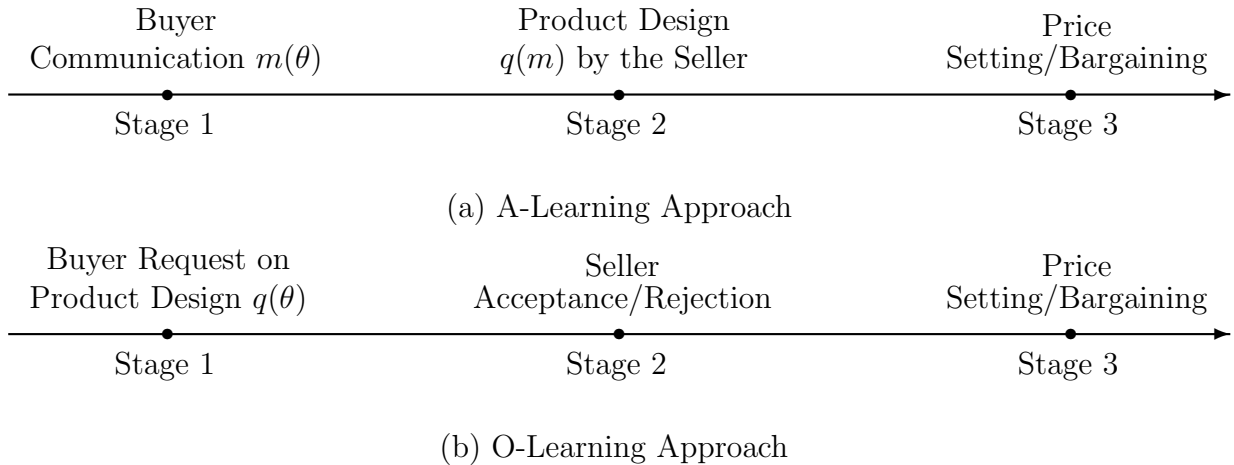 Buyer
Communication m(θ)
Product Design
q(m) by the Seller
Price
Setting/Bargaining
Stage 1
Stage 2
Stage 3
(a) A-Learning Approach
Buyer Request on
Product Design q(θ)
Seller
Acceptance/Rejection
Price
Setting/Bargaining
Stage 1
Stage 2
Stage 3
(b) O-Learning Approach